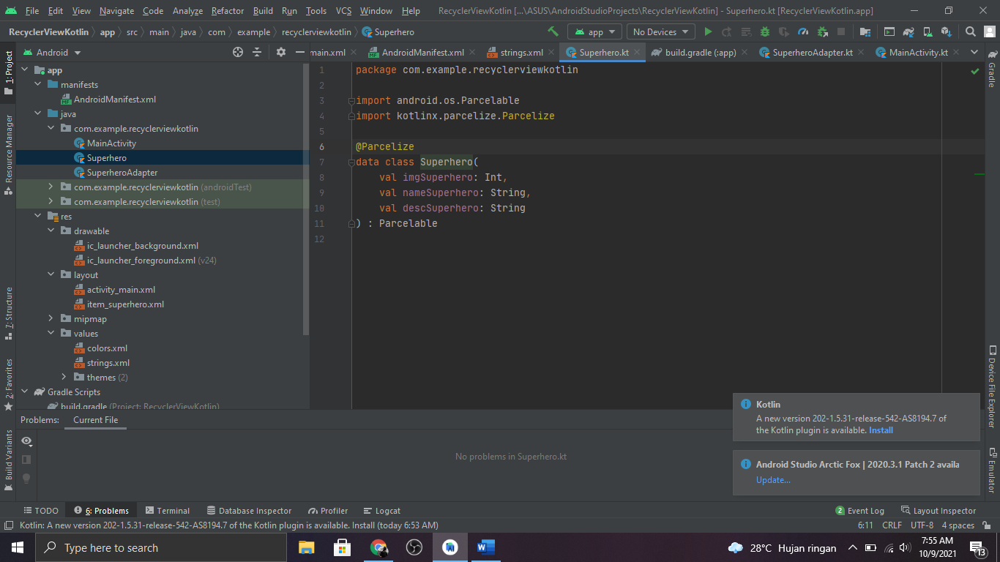 File Edit View Navigate Code Analyze Refactor Build Run Tools VCS Window Help RecyclerViewKotlin [...\ASUS\AndroidStudioProjects\RecyclerViewKotlin] - Superhero.kt [RecyclerViewKotlin.app]
RecyclerViewKotlin app src main java com example recyclerviewkotlin Superhero app No Devices
Android main.xml AndroidManifest.xml strings.xml Superhero.kt build.gradle (:app) SuperheroAdapter.kt MainActivity.kt
1: Project
Resource Manager
7: Structure
2: Favorites
Build Variants
app
manifests
AndroidManifest.xml
java
com.example.recyclerviewkotlin
MainActivity
Superhero
SuperheroAdapter
com.example.recyclerviewkotlin (androidTest)
com.example.recyclerviewkotlin (test)
res
drawable
ic_launcher_background.xml
ic_launcher_foreground.xml (v24)
layout
activity_main.xml
item_superhero.xml
mipmap
values
colors.xml
strings.xml
themes (2)
Gradle Scripts
build.gradle (Project: RecyclerViewKotlin)
1 package com.example.recyclerviewkotlin
2
3 import android.os.Parcelable
4 import kotlinx.parcelize.Parcelize
5
6 @Parcelize
7 data class Superhero(
8 val imgSuperhero: Int,
9 val nameSuperhero: String,
10 val descSuperhero: String
11 ) : Parcelable
12
Gradle
Device File Explorer
Emulator
Problems: Current File
No problems in Superhero.kt
Kotlin
A new version 202-1.5.31-release-542-AS8194.7 of
the Kotlin plugin is available. Install
Android Studio Arctic Fox | 2020.3.1 Patch 2 availa
Update...
TODO 6: Problems Terminal Database Inspector Profiler Logcat 2 Event Log Layout Inspector
Kotlin: A new version 202-1.5.31-release-542-AS8194.7 of the Kotlin plugin is available. Install (today 6:53 AM) 6:11 CRLF UTF-8 4 spaces
Type here to search 28°C Hujan ringan 7:55 AM
10/9/2021 13